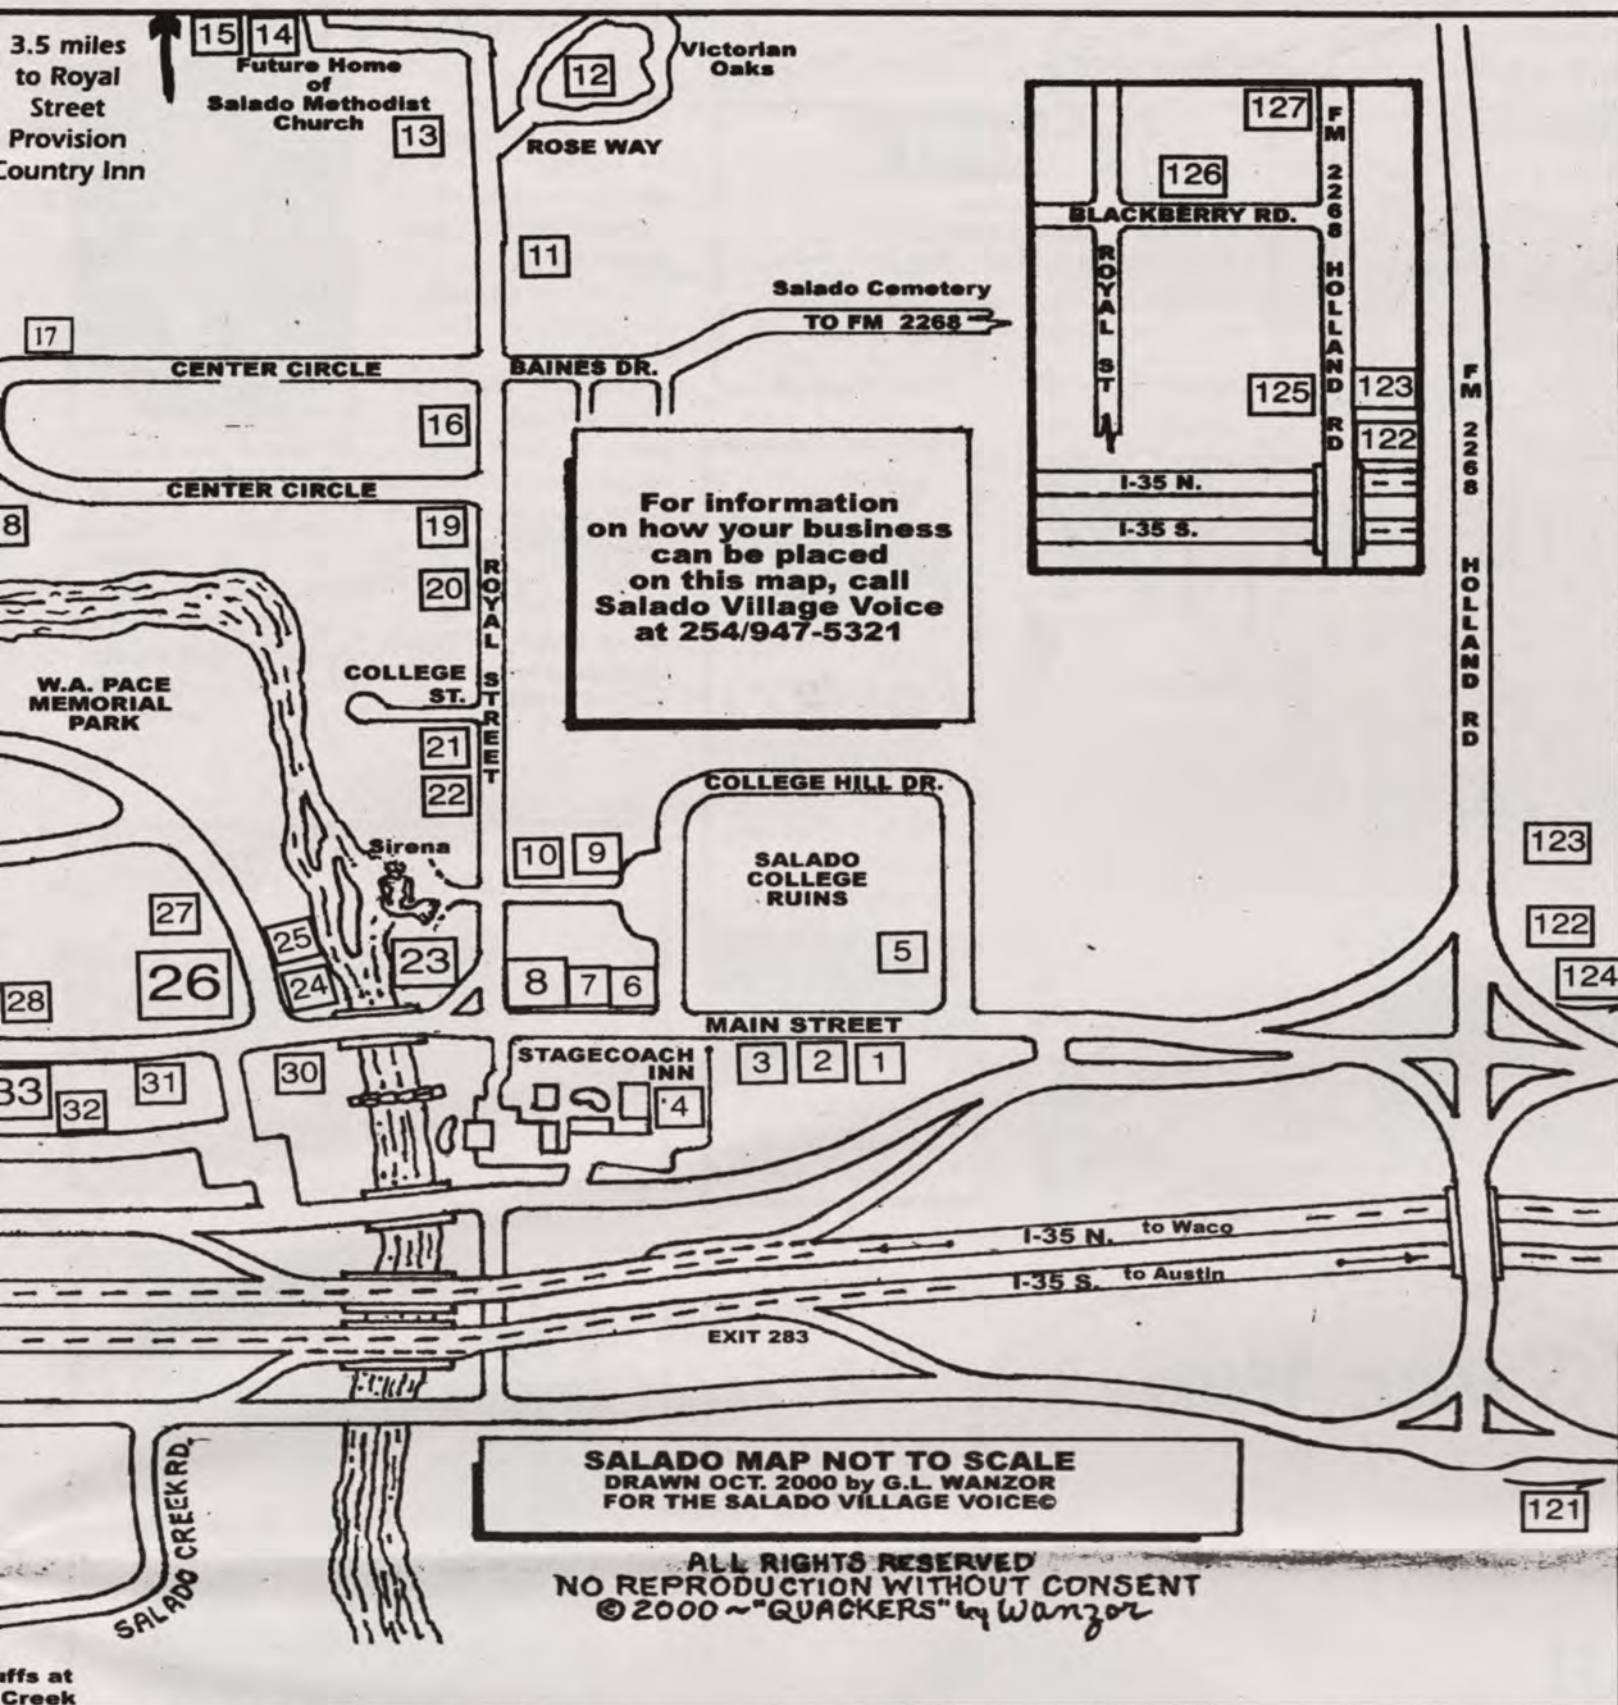 3.5 miles
to Royal
Street
Provision
Country Inn
15
14
Future Home
of
Salado Methodist
Church
13
12
Victorian
Oaks
ROSE WAY
11
Salado Cemetery
TO FM 2268
17
CENTER CIRCLE
BAINES DR.
16
CENTER CIRCLE
8
19
20
ROYAL STREET
For information
on how your business
can be placed
on this map, call
Salado Village Voice
at 254/947-5321
127
126
BLACKBERRY RD.
FM 2268 HOLLAND RD
ROYAL ST
125
123
122
I-35 N.
I-35 S.
FM 2268 HOLLAND RD
W.A. PACE
MEMORIAL
PARK
COLLEGE
ST.
21
22
COLLEGE HILL DR.
Sirena
10
9
SALADO
COLLEGE
RUINS
5
123
122
124
27
25
24
23
26
28
8
7
6
MAIN STREET
STAGECOACH
INN
3
2
1
4
30
31
32
33
I-35 N. to Waco
I-35 S. to Austin
EXIT 283
SALADO CREEK RD.
SALADO MAP NOT TO SCALE
DRAWN OCT. 2000 by G.L. WANZOR
FOR THE SALADO VILLAGE VOICE©
121
ALL RIGHTS RESERVED
NO REPRODUCTION WITHOUT CONSENT
© 2000 ~ "QUACKERS" by Wanzor
uffs at
Creek